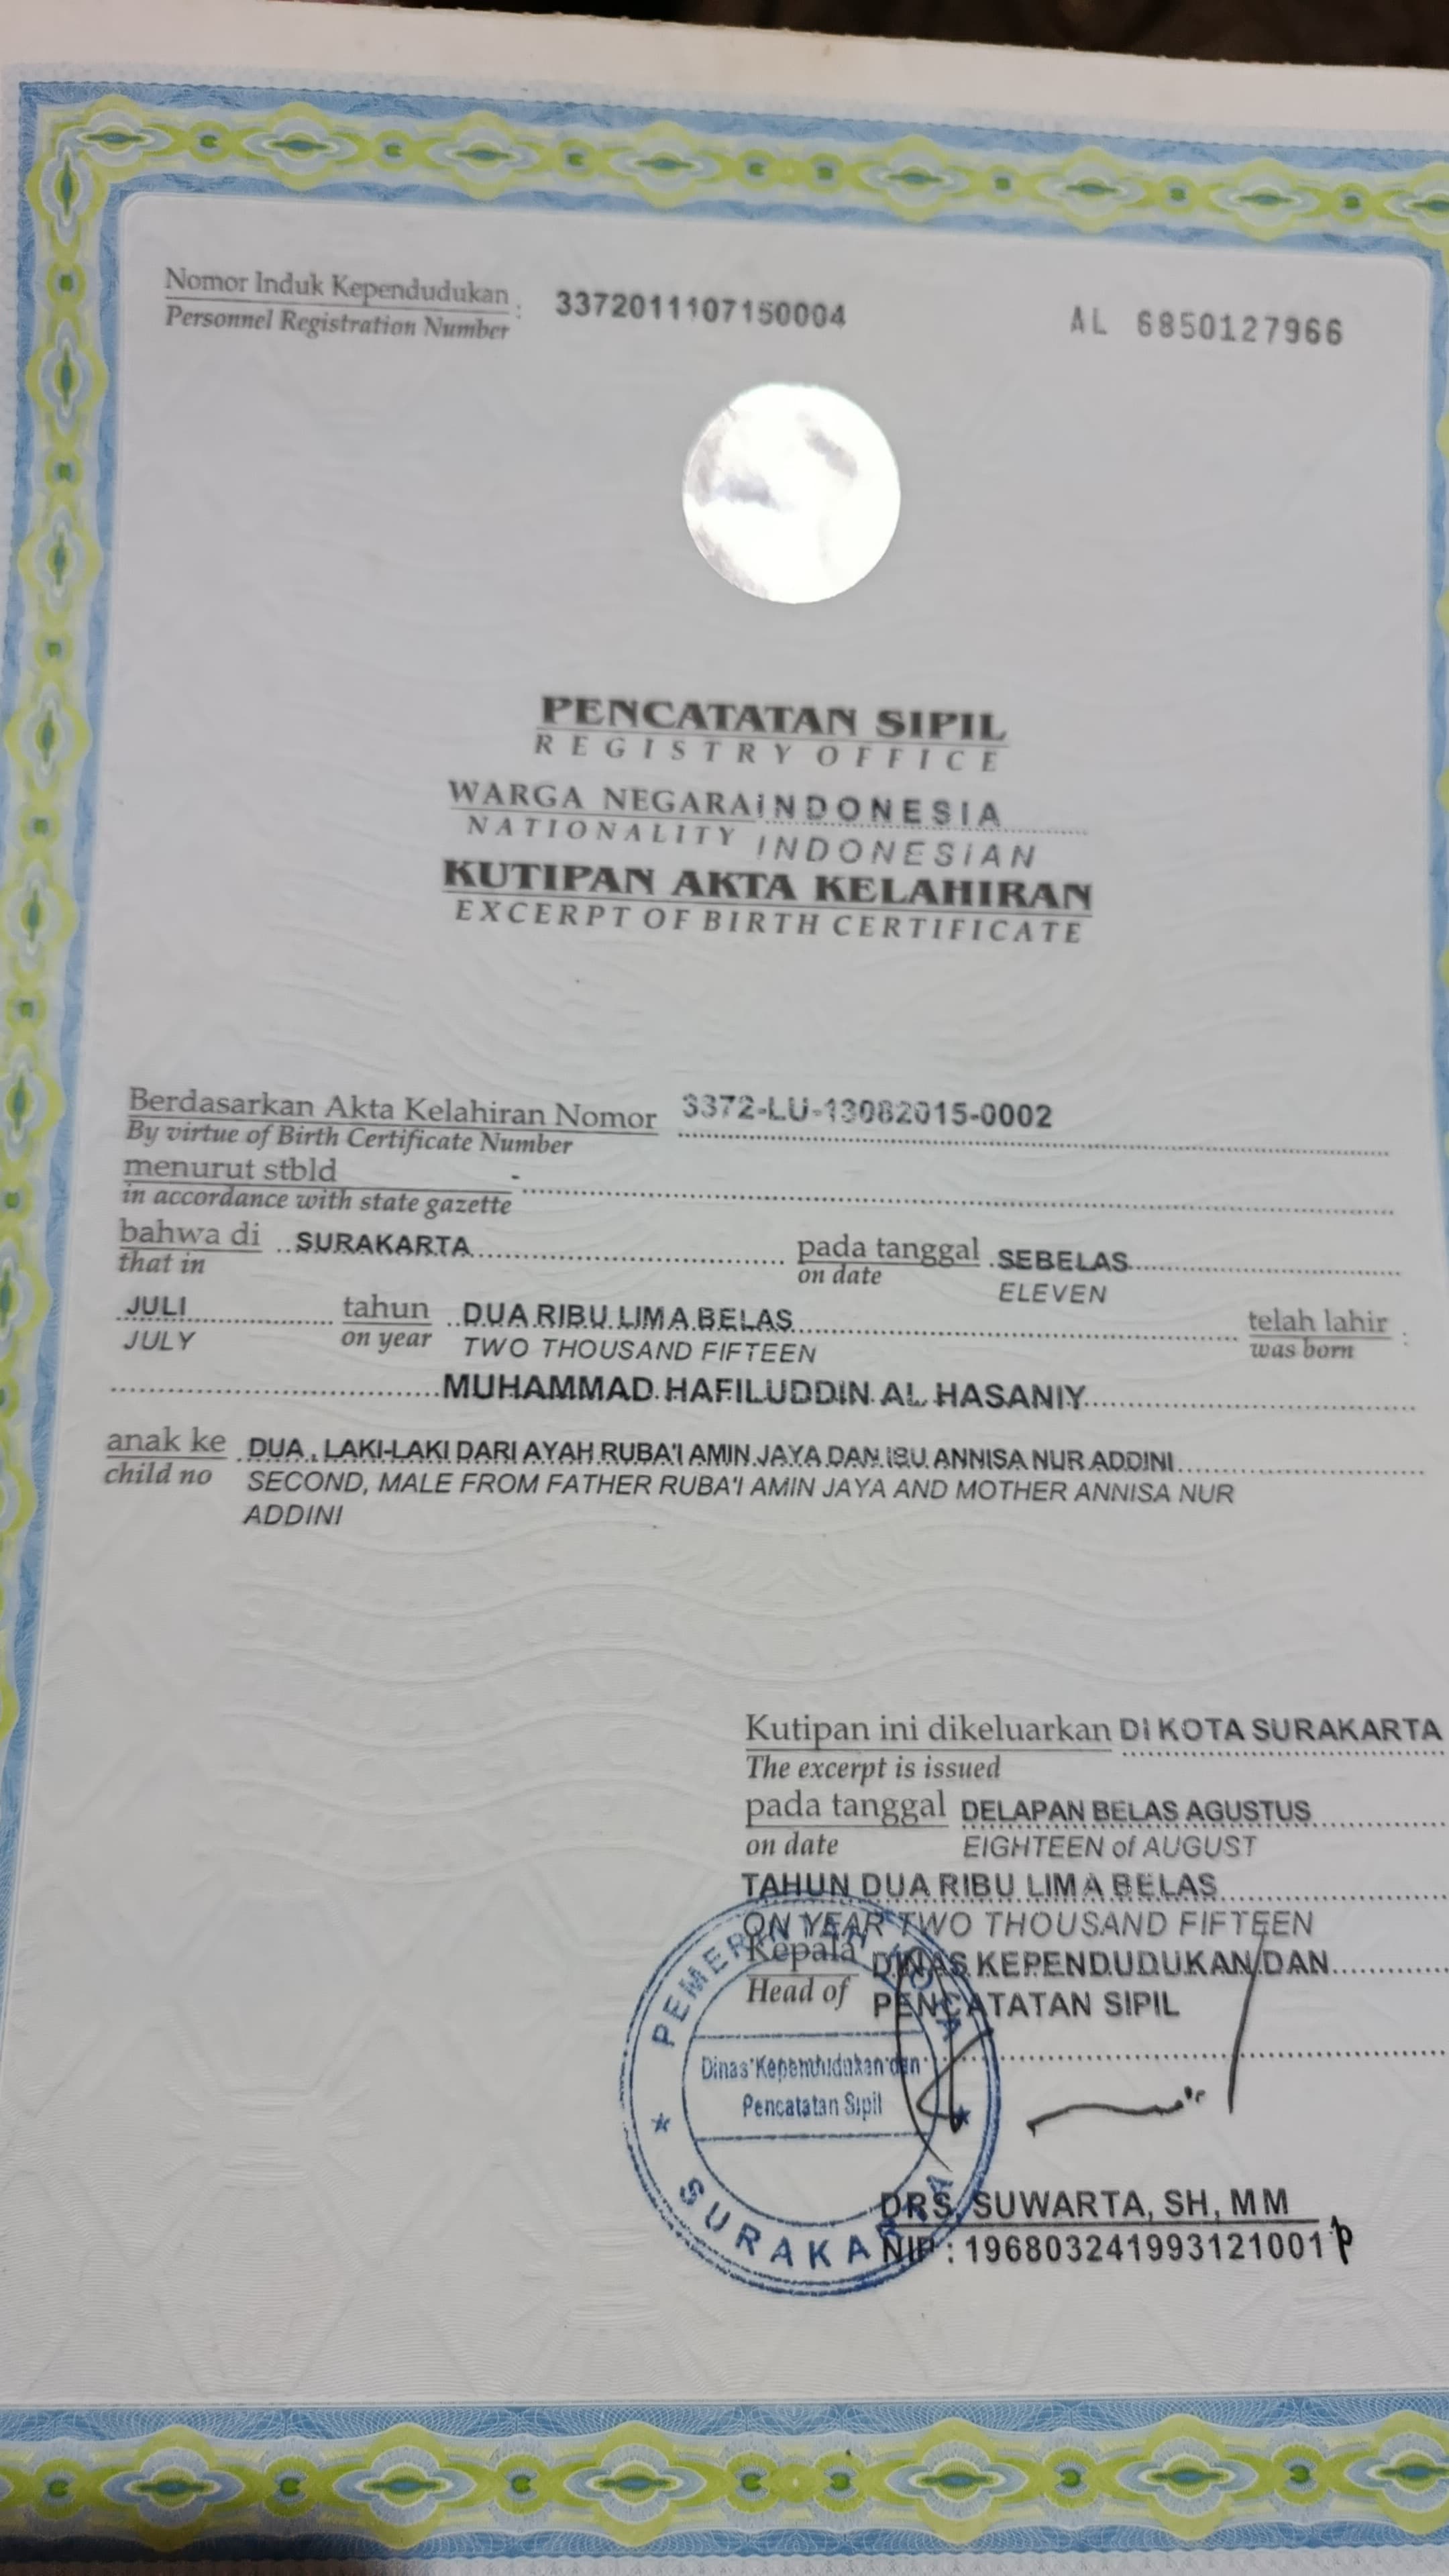 Nomor Induk Kependudukan : 3372011107150004 AL 6850127966
Personnel Registration Number
PENCATATAN SIPIL
REGISTRY OFFICE
WARGA NEGARA INDONESIA
NATIONALITY INDONESIAN
KUTIPAN AKTA KELAHIRAN
EXCERPT OF BIRTH CERTIFICATE
Berdasarkan Akta Kelahiran Nomor 3372-LU-13082015-0002
By virtue of Birth Certificate Number
menurut stbld -
in accordance with state gazette
bahwa di SURAKARTA pada tanggal SEBELAS
that in on date ELEVEN
JULI tahun DUA RIBU LIMA BELAS telah lahir :
JULY on year TWO THOUSAND FIFTEEN was born
MUHAMMAD HAFILUDDIN AL HASANIY
anak ke DUA, LAKI-LAKI DARI AYAH RUBA'I AMIN JAYA DAN IBU ANNISA NUR ADDINI
child no SECOND, MALE FROM FATHER RUBA'I AMIN JAYA AND MOTHER ANNISA NUR
ADDINI
Kutipan ini dikeluarkan DI KOTA SURAKARTA
The excerpt is issued
pada tanggal DELAPAN BELAS AGUSTUS
on date EIGHTEEN of AUGUST
TAHUN DUA RIBU LIMA BELAS
ON YEAR TWO THOUSAND FIFTEEN
Kepala DINAS KEPENDUDUKAN DAN
Head of PENCATATAN SIPIL
PEMERINTAH KOTA
Dinas Kependudukan dan
Pencatatan Sipil
SURAKARTA
DRS. SUWARTA, SH, MM
NIP : 196803241993121001